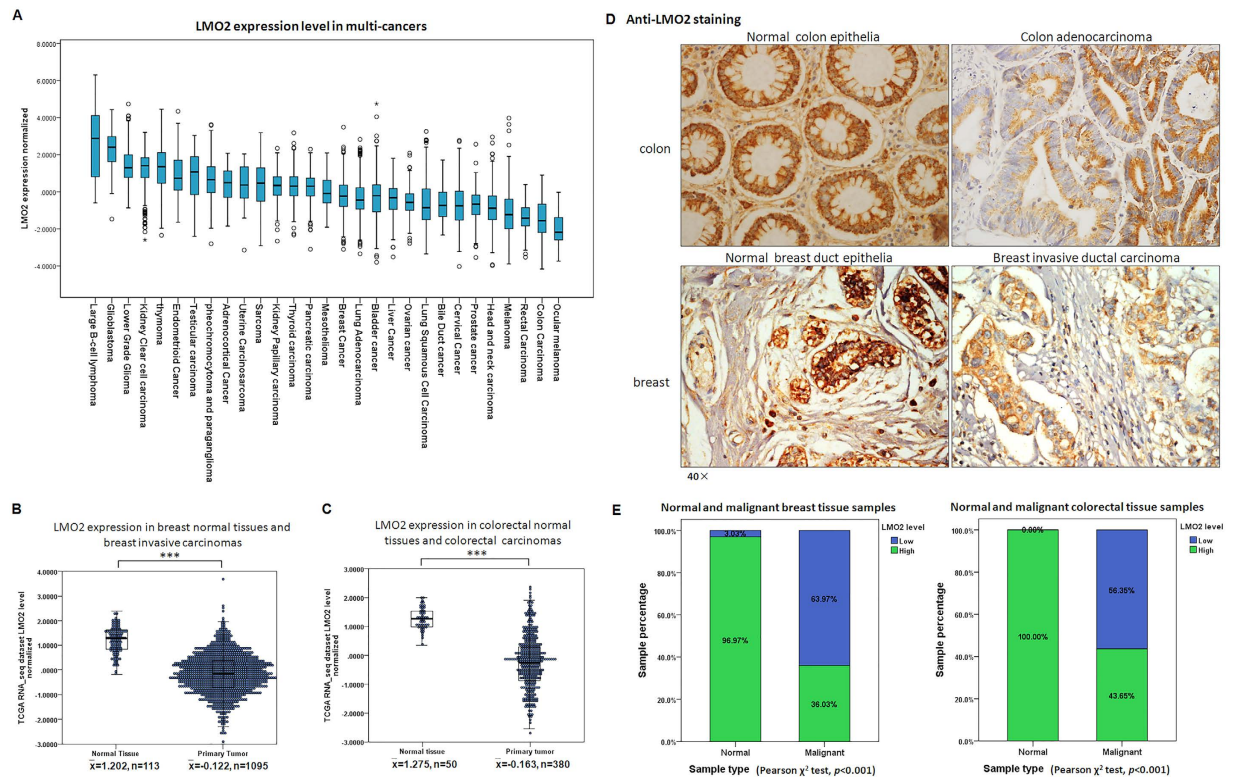 A
LMO2 expression level in multi-cancers
LMO2 expression normalized
8.0000
6.0000
4.0000
2.0000
.0000
-2.0000
-4.0000
Large B-cell lymphoma
Glioblastoma
Lower Grade Glioma
Kidney Clear cell carcinoma
thymoma
Endometrioid Cancer
Testicular carcinoma
pheochromocytoma and paraganglioma
Adrenocortical Cancer
Uterine Carcinosarcoma
Sarcoma
Kidney Papillary carcinoma
Thyroid carcinoma
Pancreatic carcinoma
Mesothelioma
Breast Cancer
Lung Adenocarcinoma
Bladder cancer
Liver Cancer
Ovarian cancer
Lung Squamous Cell Carcinoma
Bile Duct cancer
Cervical Cancer
Prostate cancer
Head and neck carcinoma
Melanoma
Rectal Carcinoma
Colon Carcinoma
Ocular melanoma
B
LMO2 expression in breast normal tissues and
breast invasive carcinomas
***
TCGA RNA_seq dataset LMO2 level
normalized
4.0000
3.0000
2.0000
1.0000
.0000
-1.0000
-2.0000
-3.0000
Normal Tissue
Primary Tumor
x̄=1.202, n=113
x̄=-0.122, n=1095
C
LMO2 expression in colorectal normal
tissues and colorectal carcinomas
***
TCGA RNA_seq dataset LMO2 level
normalized
3.0000
2.0000
1.0000
.0000
-1.0000
-2.0000
-3.0000
Normal tissue
Primary tumor
x̄=1.275, n=50
x̄=-0.163, n=380
D Anti-LMO2 staining
Normal colon epithelia
Colon adenocarcinoma
colon
Normal breast duct epithelia
Breast invasive ductal carcinoma
breast
40×
E
Normal and malignant breast tissue samples
LMO2 level
Low
High
Sample percentage
100.0%
80.0%
60.0%
40.0%
20.0%
0.0%
3.03%
96.97%
63.97%
36.03%
Normal
Malignant
Sample type (Pearson χ² test, p<0.001)
Normal and malignant colorectal tissue samples
LMO2 level
Low
High
Sample percentage
100.0%
80.0%
60.0%
40.0%
20.0%
0.0%
0.00%
100.00%
56.35%
43.65%
Normal
Malignant
Sample type (Pearson χ² test, p<0.001)